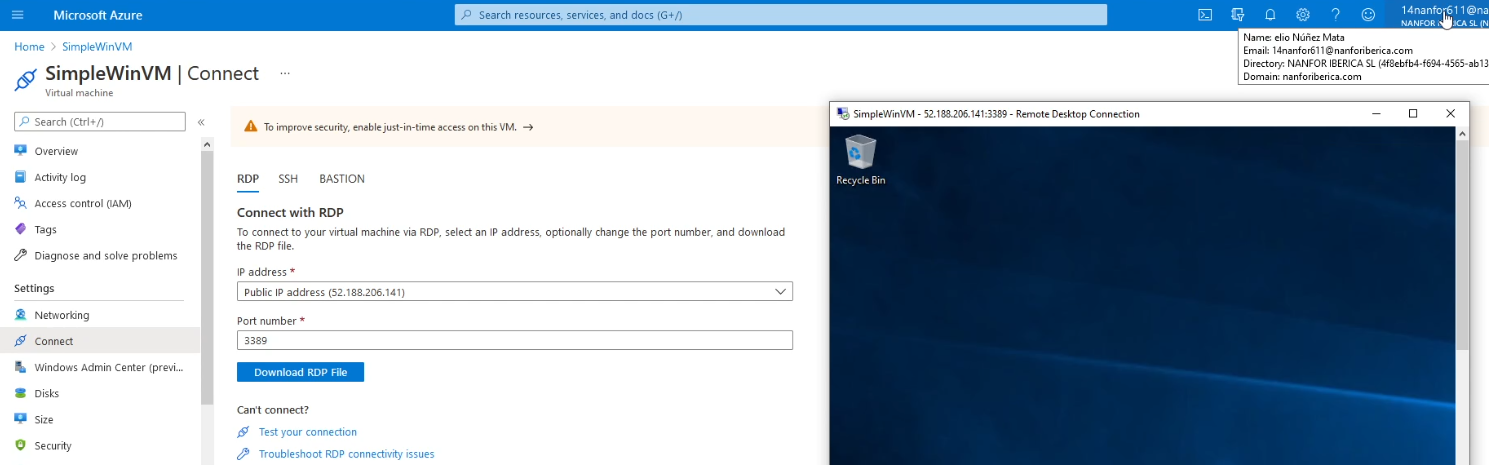 Microsoft Azure
Search resources, services, and docs (G+/)
14nanfor611@na
NANFOR IBERICA SL (N
Name: elio Núñez Mata
Email: 14nanfor611@nanforiberica.com
Directory: NANFOR IBERICA SL (4f8ebfb4-f694-4565-ab13
Domain: nanforiberica.com
Home > SimpleWinVM
SimpleWinVM | Connect ...
Virtual machine
Search (Ctrl+/)
«
Overview
Activity log
Access control (IAM)
Tags
Diagnose and solve problems
Settings
Networking
Connect
Windows Admin Center (previ...
Disks
Size
Security
To improve security, enable just-in-time access on this VM. →
RDP SSH BASTION
Connect with RDP
To connect to your virtual machine via RDP, select an IP address, optionally change the port number, and download
the RDP file.
IP address *
Public IP address (52.188.206.141)
Port number *
3389
Download RDP File
Can't connect?
Test your connection
Troubleshoot RDP connectivity issues
SimpleWinVM - 52.188.206.141:3389 - Remote Desktop Connection
Recycle Bin